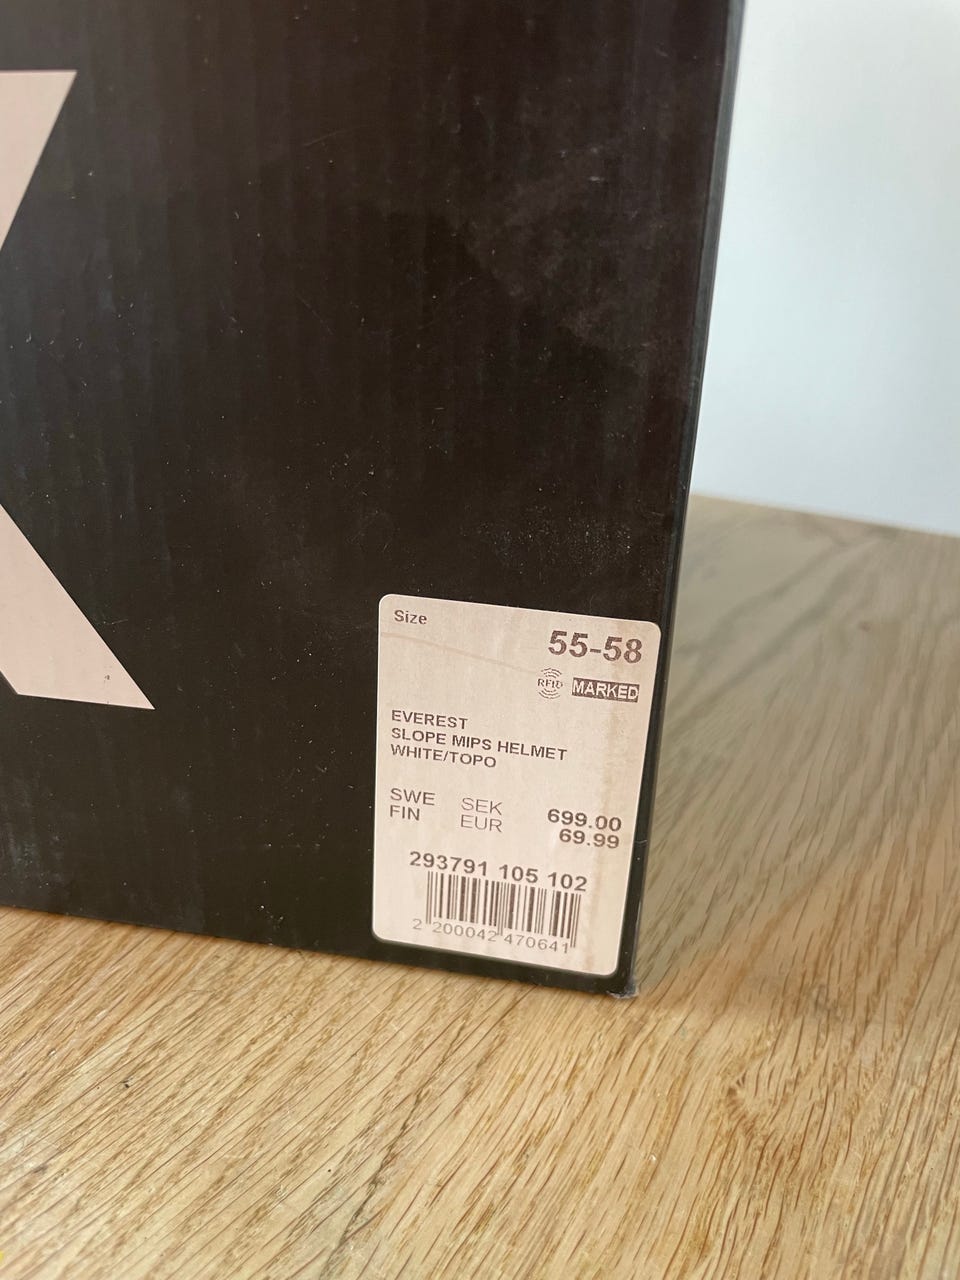 Size
55-58
RFID MARKED
EVEREST
SLOPE MIPS HELMET
WHITE/TOPO
SWE SEK 699.00
FIN EUR 69.99
293791 105 102
2 200042 470641